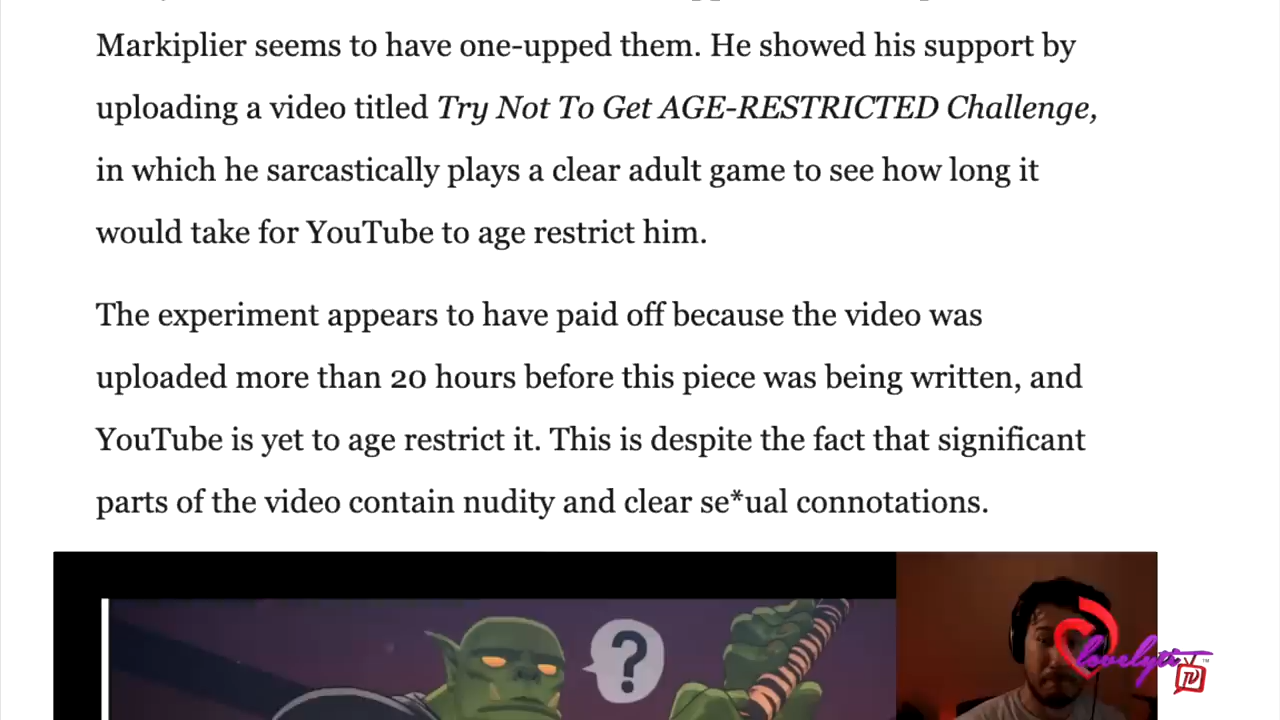 Markiplier seems to have one-upped them. He showed his support by
uploading a video titled Try Not To Get AGE-RESTRICTED Challenge,
in which he sarcastically plays a clear adult game to see how long it
would take for YouTube to age restrict him.
The experiment appears to have paid off because the video was
uploaded more than 20 hours before this piece was being written, and
YouTube is yet to age restrict it. This is despite the fact that significant
parts of the video contain nudity and clear se*ual connotations.
?
lovelyti
TV
TM